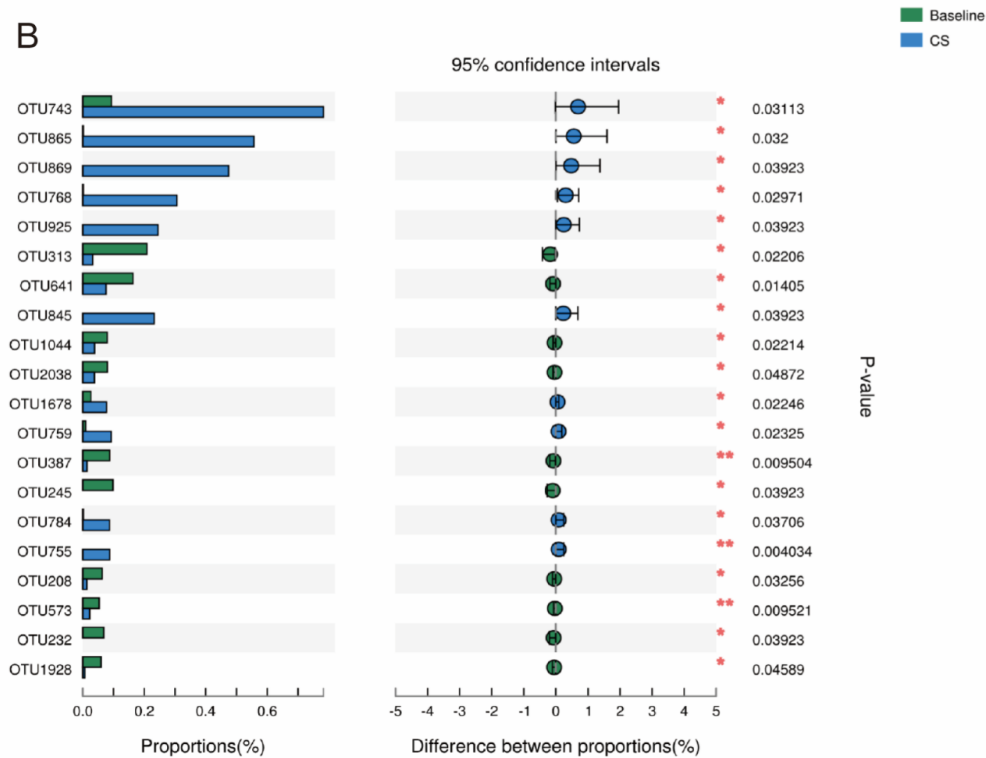 B
Baseline
CS
95% confidence intervals
OTU743 * 0.03113
OTU865 * 0.032
OTU869 * 0.03923
OTU768 * 0.02971
OTU925 * 0.03923
OTU313 * 0.02206
OTU641 * 0.01405
OTU845 * 0.03923
OTU1044 * 0.02214
OTU2038 * 0.04872
OTU1678 * 0.02246
OTU759 * 0.02325
OTU387 ** 0.009504
OTU245 * 0.03923
OTU784 * 0.03706
OTU755 ** 0.004034
OTU208 * 0.03256
OTU573 ** 0.009521
OTU232 * 0.03923
OTU1928 * 0.04589
P-value
0.0 0.2 0.4 0.6 -5 -4 -3 -2 -1 0 1 2 3 4 5
Proportions(%) Difference between proportions(%)